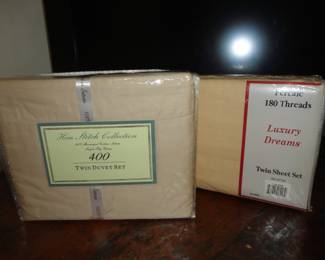 Hem Stitch Collection
400
TWIN DUVET SET
Percale
180 Threads
Luxury
Dreams
Twin Sheet Set